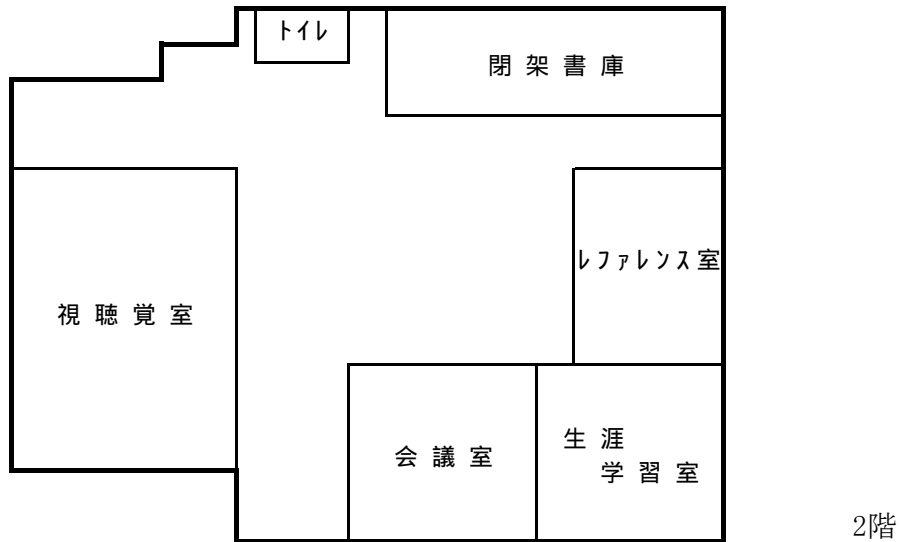 トイレ
閉架書庫
レファレンス室
視聴覚室
会議室
生涯
学習室
2階